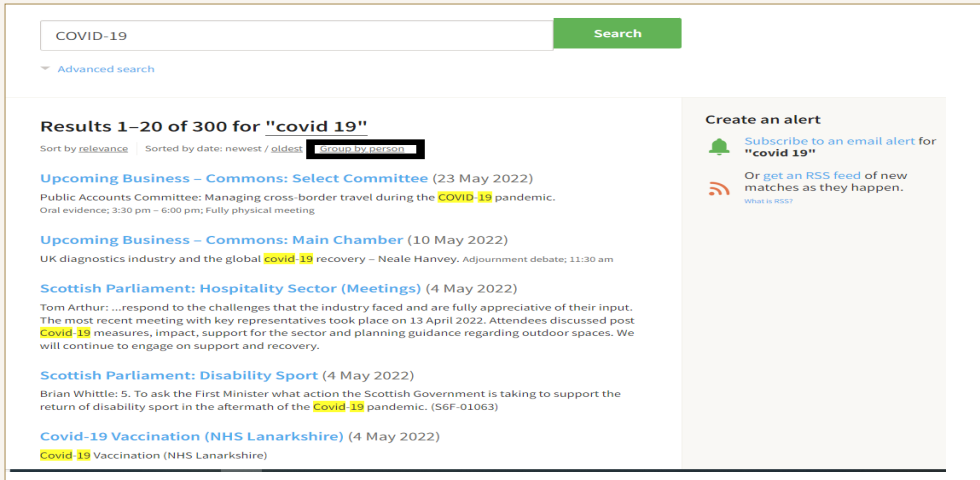 COVID-19
Search
Advanced search
Results 1–20 of 300 for "covid 19"
Sort by relevance Sorted by date: newest / oldest Group by person
Upcoming Business – Commons: Select Committee (23 May 2022)
Public Accounts Committee: Managing cross-border travel during the COVID-19 pandemic.
Oral evidence; 3:30 pm – 6:00 pm; Fully physical meeting
Upcoming Business – Commons: Main Chamber (10 May 2022)
UK diagnostics industry and the global covid-19 recovery – Neale Hanvey. Adjournment debate; 11:30 am
Scottish Parliament: Hospitality Sector (Meetings) (4 May 2022)
Tom Arthur: ...respond to the challenges that the industry faced and are fully appreciative of their input.
The most recent meeting with key representatives took place on 13 April 2022. Attendees discussed post
Covid-19 measures, impact, support for the sector and planning guidance regarding outdoor spaces. We
will continue to engage on support and recovery.
Scottish Parliament: Disability Sport (4 May 2022)
Brian Whittle: 5. To ask the First Minister what action the Scottish Government is taking to support the
return of disability sport in the aftermath of the Covid-19 pandemic. (S6F-01063)
Covid-19 Vaccination (NHS Lanarkshire) (4 May 2022)
Covid-19 Vaccination (NHS Lanarkshire)
Create an alert
Subscribe to an email alert for
"covid 19"
Or get an RSS feed of new
matches as they happen.
What is RSS?